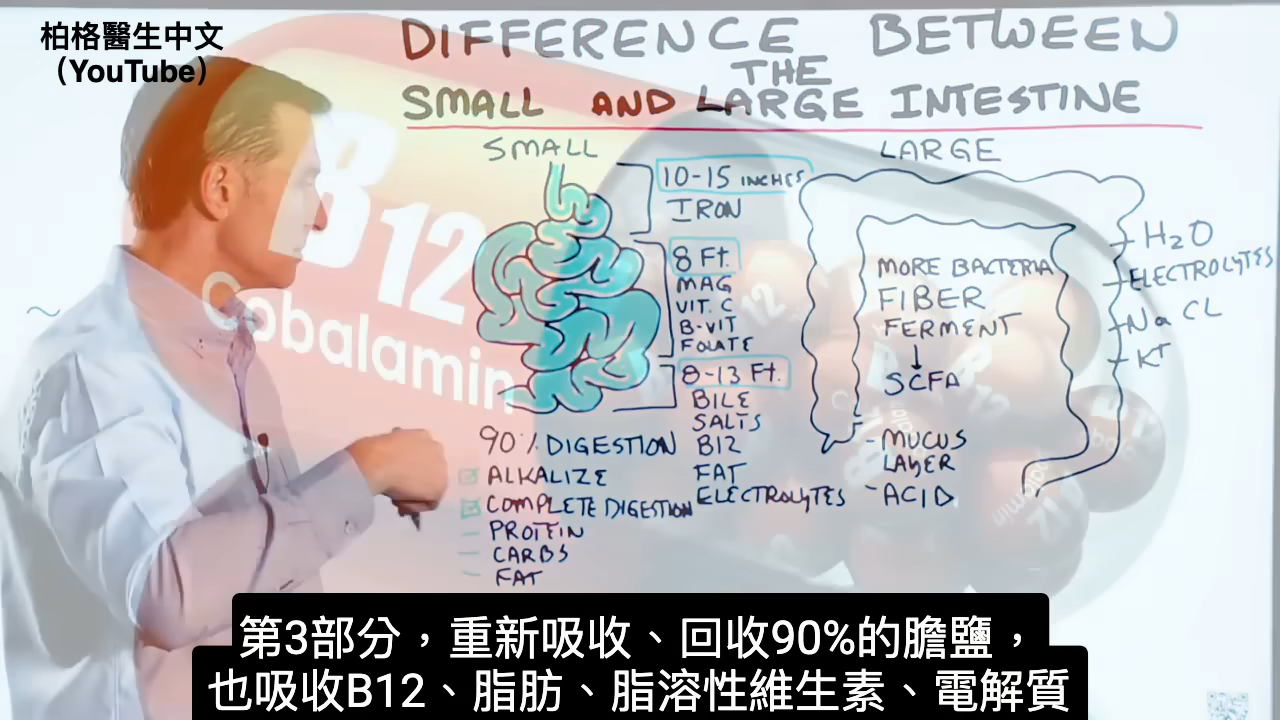 柏格醫生中文
（YouTube）
DIFFERENCE BETWEEN
THE
SMALL AND LARGE INTESTINE
SMALL
10-15 INCHES
IRON
8 Ft.
MAG
VIT. C
B-VIT
FOLATE
8-13 Ft.
BILE
SALTS
B12
FAT
ELECTROLYTES
90% DIGESTION
ALKALIZE
COMPLETE DIGESTION
PROTEIN
CARBS
FAT
LARGE
MORE BACTERIA
FIBER
FERMENT
↓
SCFA
- MUCUS
LAYER
- ACID
H2O
ELECTROLYTES
Na CL
K+
B12
Cobalamin
第3部分，重新吸收、回收90%的膽鹽，
也吸收B12、脂肪、脂溶性維生素、電解質